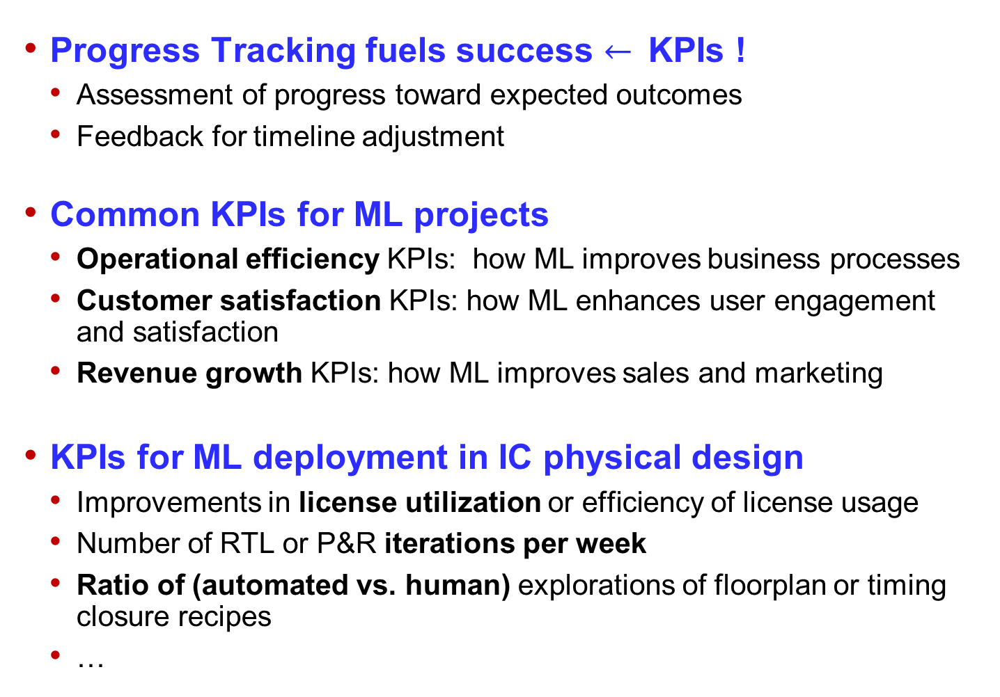 • Progress Tracking fuels success ← KPIs !
• Assessment of progress toward expected outcomes
• Feedback for timeline adjustment
• Common KPIs for ML projects
• Operational efficiency KPIs: how ML improves business processes
• Customer satisfaction KPIs: how ML enhances user engagement
and satisfaction
• Revenue growth KPIs: how ML improves sales and marketing
• KPIs for ML deployment in IC physical design
• Improvements in license utilization or efficiency of license usage
• Number of RTL or P&R iterations per week
• Ratio of (automated vs. human) explorations of floorplan or timing
closure recipes
• …